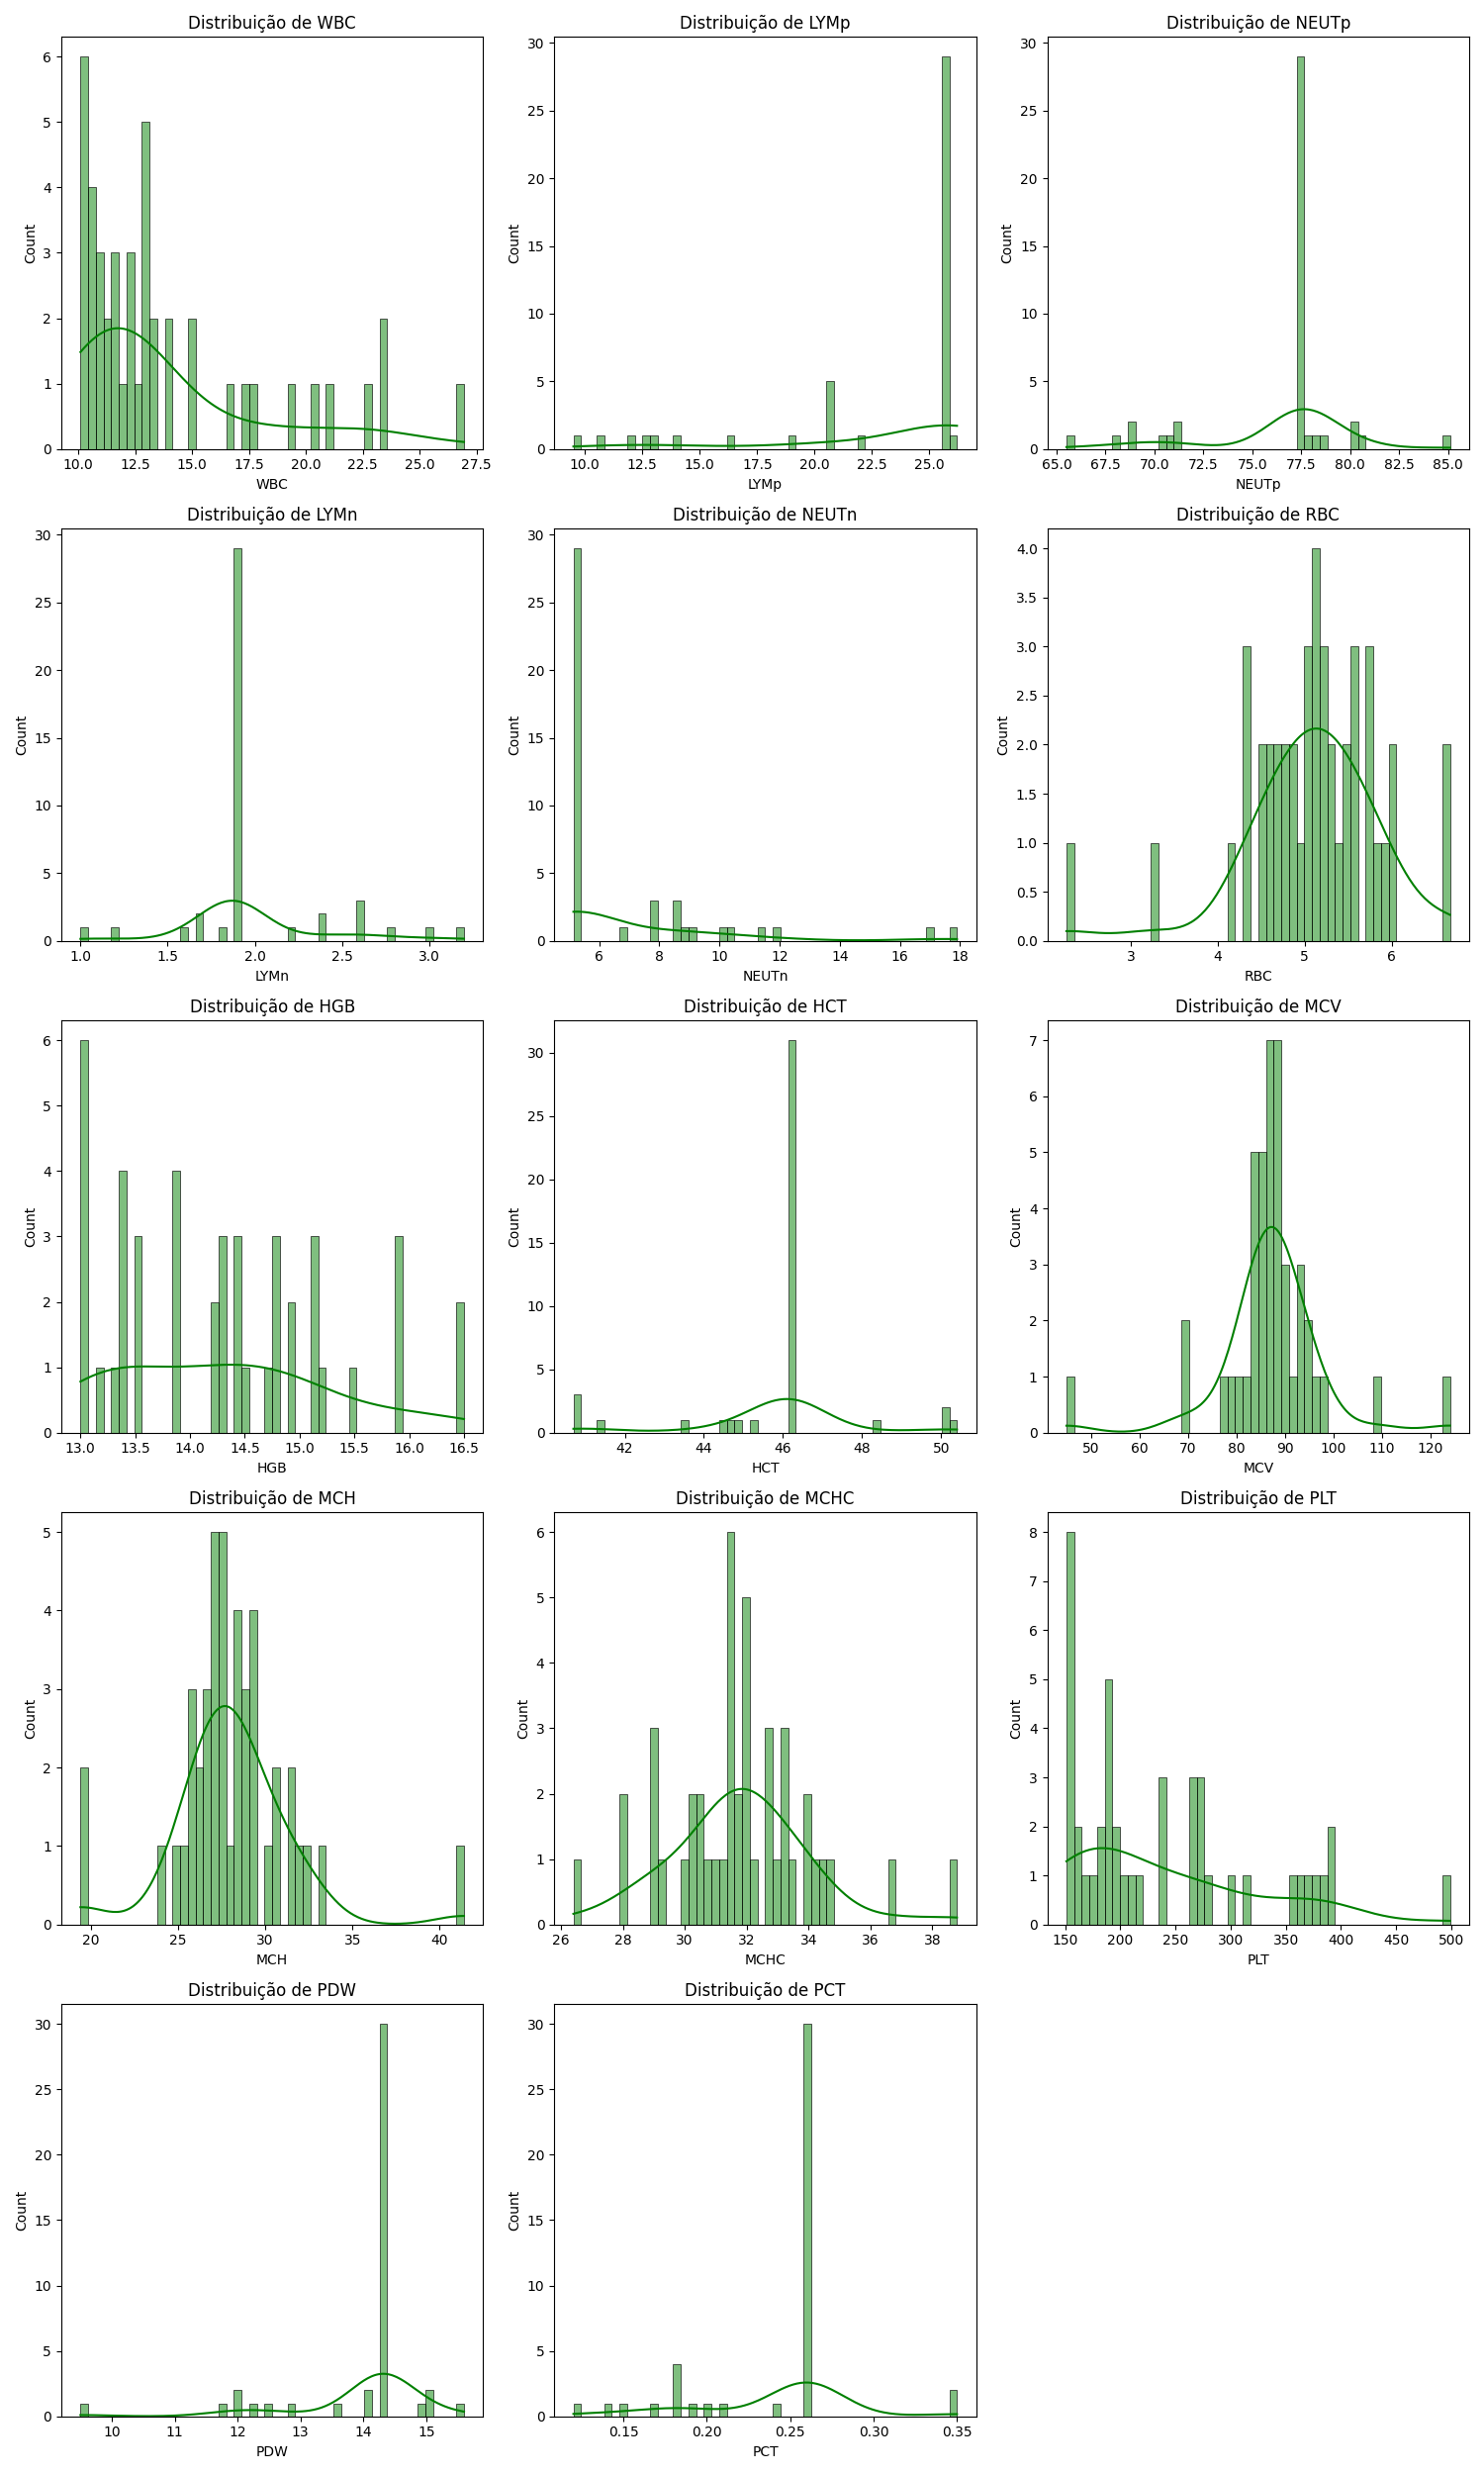 Distribuição de WBC
Count
6
5
4
3
2
1
0
10.0 12.5 15.0 17.5 20.0 22.5 25.0 27.5
WBC
Distribuição de LYMp
Count
30
25
20
15
10
5
0
10.0 12.5 15.0 17.5 20.0 22.5 25.0
LYMp
Distribuição de NEUTp
Count
30
25
20
15
10
5
0
65.0 67.5 70.0 72.5 75.0 77.5 80.0 82.5 85.0
NEUTp
Distribuição de LYMn
Count
30
25
20
15
10
5
0
1.0 1.5 2.0 2.5 3.0
LYMn
Distribuição de NEUTn
Count
30
25
20
15
10
5
0
6 8 10 12 14 16 18
NEUTn
Distribuição de RBC
Count
4.0
3.5
3.0
2.5
2.0
1.5
1.0
0.5
0.0
3 4 5 6
RBC
Distribuição de HGB
Count
6
5
4
3
2
1
0
13.0 13.5 14.0 14.5 15.0 15.5 16.0 16.5
HGB
Distribuição de HCT
Count
30
25
20
15
10
5
0
42 44 46 48 50
HCT
Distribuição de MCV
Count
7
6
5
4
3
2
1
0
50 60 70 80 90 100 110 120
MCV
Distribuição de MCH
Count
5
4
3
2
1
0
20 25 30 35 40
MCH
Distribuição de MCHC
Count
6
5
4
3
2
1
0
26 28 30 32 34 36 38
MCHC
Distribuição de PLT
Count
8
7
6
5
4
3
2
1
0
150 200 250 300 350 400 450 500
PLT
Distribuição de PDW
Count
30
25
20
15
10
5
0
10 11 12 13 14 15
PDW
Distribuição de PCT
Count
30
25
20
15
10
5
0
0.15 0.20 0.25 0.30 0.35
PCT